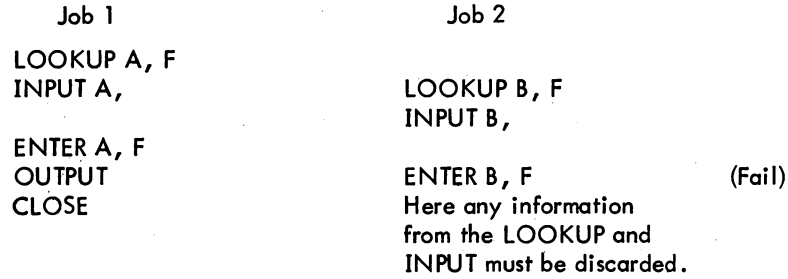 Job 1 Job 2
LOOKUP A, F
INPUT A, LOOKUP B, F
INPUT B,
ENTER A, F
OUTPUT ENTER B, F (Fail)
CLOSE Here any information
from the LOOKUP and
INPUT must be discarded.